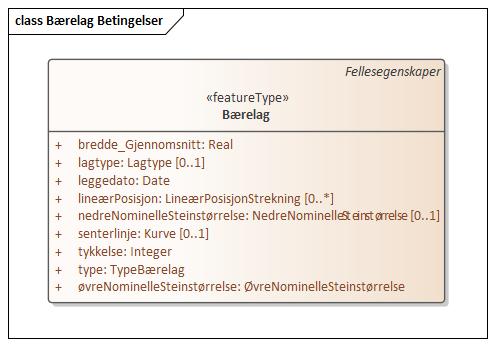 class Bærelag Betingelser
Fellesegenskaper
«featureType»
Bærelag
+ bredde_Gjennomsnitt: Real
+ lagtype: Lagtype [0..1]
+ leggedato: Date
+ lineærPosisjon: LineærPosisjonStrekning [0..*]
+ nedreNominelleSteinstørrelse: NedreNominelleSteinstørrelse [0..1]
+ senterlinje: Kurve [0..1]
+ tykkelse: Integer
+ type: TypeBærelag
+ øvreNominelleSteinstørrelse: ØvreNominelleSteinstørrelse